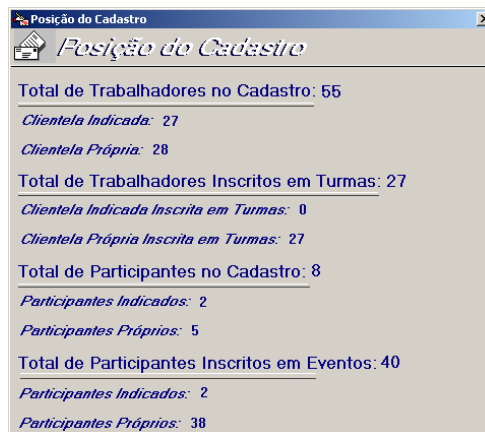 Posição do Cadastro
Posição do Cadastro
Total de Trabalhadores no Cadastro: 55
Clientela Indicada: 27
Clientela Própria: 28
Total de Trabalhadores Inscritos em Turmas: 27
Clientela Indicada Inscrita em Turmas: 0
Clientela Própria Inscrita em Turmas: 27
Total de Participantes no Cadastro: 8
Participantes Indicados: 2
Participantes Próprios: 5
Total de Participantes Inscritos em Eventos: 40
Participantes Indicados: 2
Participantes Próprios: 38